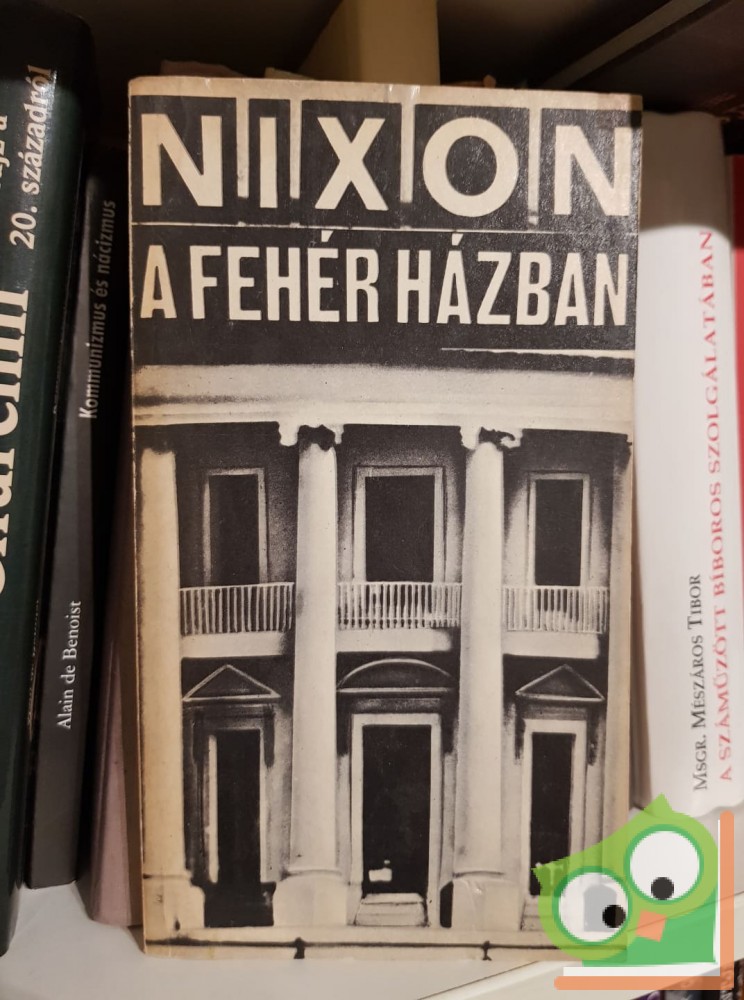 NIXON
A FEHÉR HÁZBAN
20. századról
Kommunizmus és nácizmus
Alain de Benoist
MSGR. MÉSZÁROS TIBOR
A SZÁMŰZÖTT BÍBOROS SZOLGÁLATÁBAN